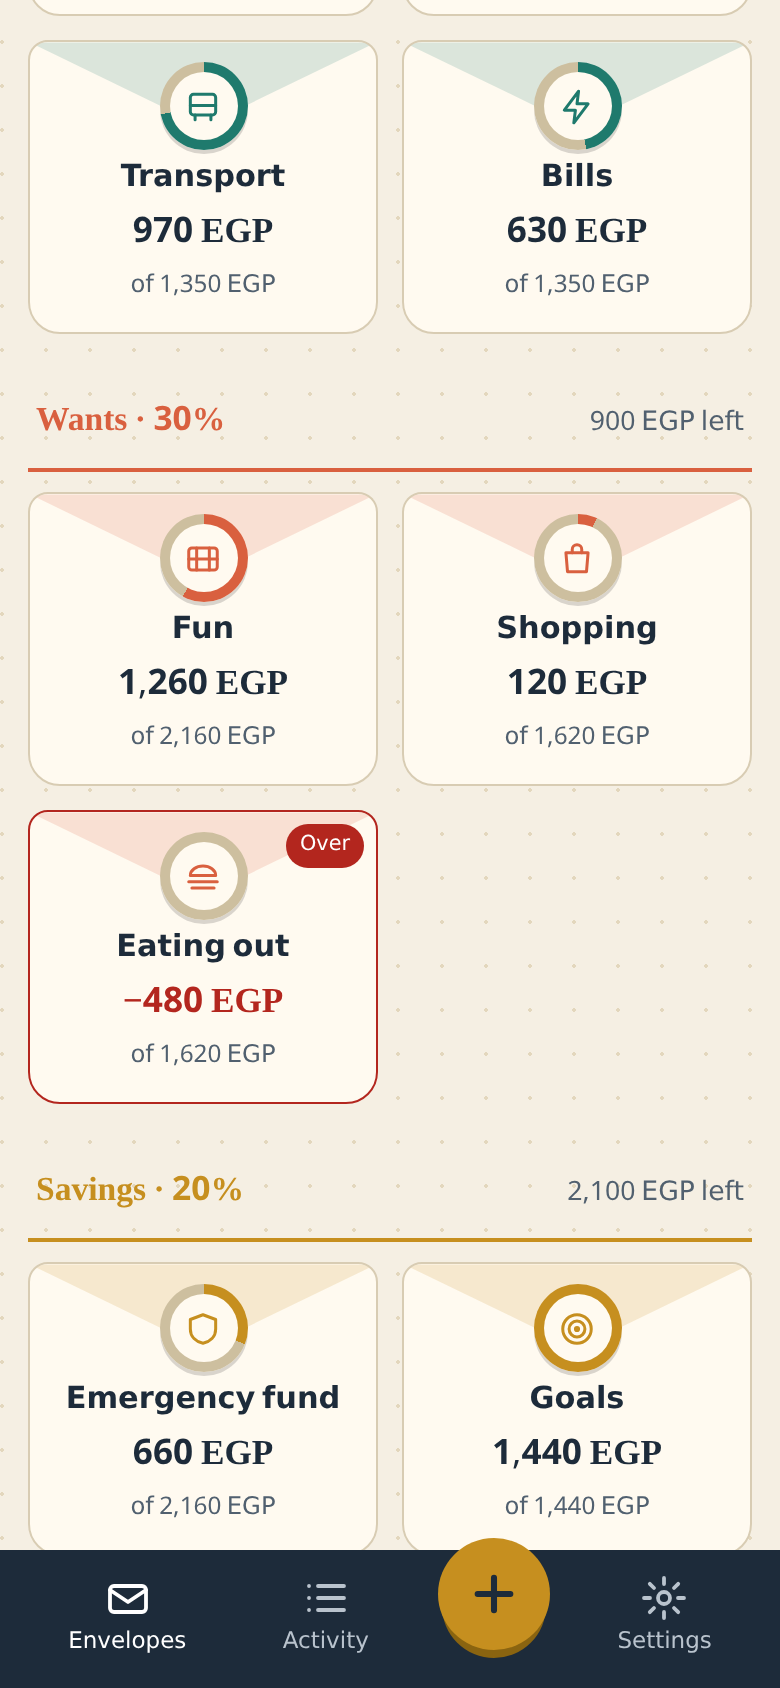 Transport
970 EGP
of 1,350 EGP
Bills
630 EGP
of 1,350 EGP
Wants · 30%
900 EGP left
Fun
1,260 EGP
of 2,160 EGP
Shopping
120 EGP
of 1,620 EGP
Over
Eating out
−480 EGP
of 1,620 EGP
Savings · 20%
2,100 EGP left
Emergency fund
660 EGP
of 2,160 EGP
Goals
1,440 EGP
of 1,440 EGP
Envelopes
Activity
Settings